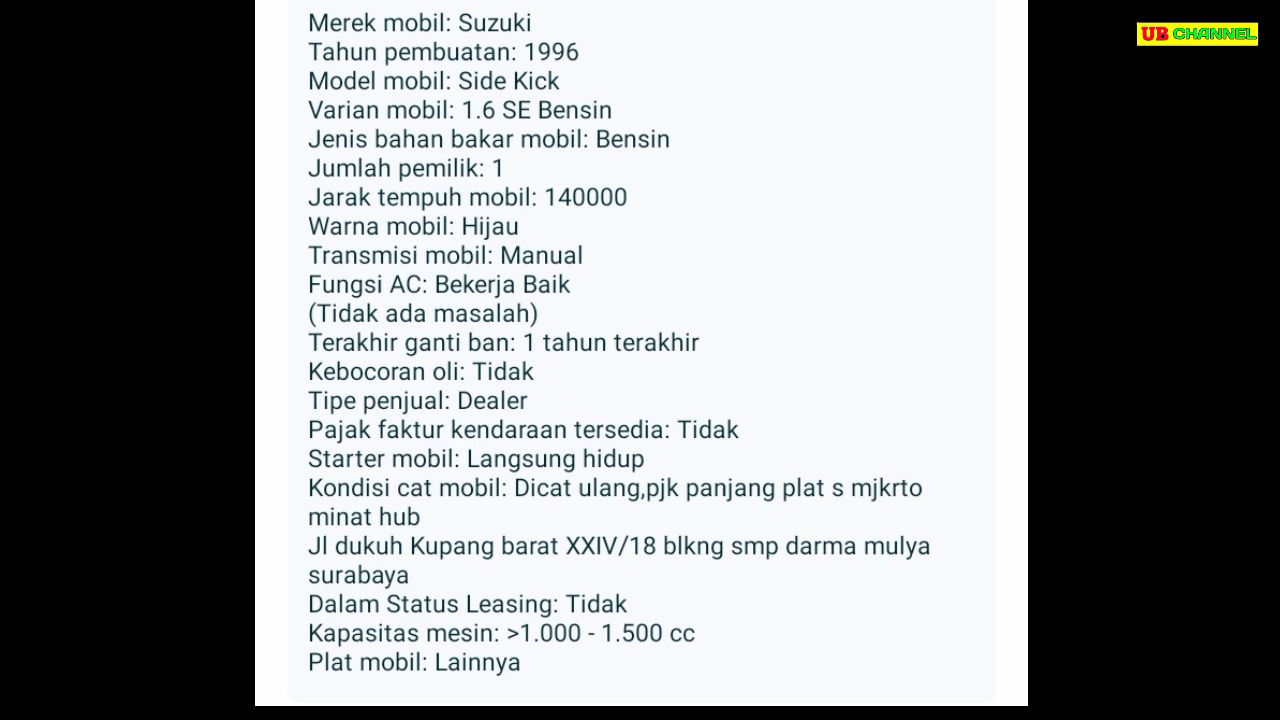 Merek mobil: Suzuki
UB CHANNEL
Tahun pembuatan: 1996
Model mobil: Side Kick
Varian mobil: 1.6 SE Bensin
Jenis bahan bakar mobil: Bensin
Jumlah pemilik: 1
Jarak tempuh mobil: 140000
Warna mobil: Hijau
Transmisi mobil: Manual
Fungsi AC: Bekerja Baik
(Tidak ada masalah)
Terakhir ganti ban: 1 tahun terakhir
Kebocoran oli: Tidak
Tipe penjual: Dealer
Pajak faktur kendaraan tersedia: Tidak
Starter mobil: Langsung hidup
Kondisi cat mobil: Dicat ulang,pjk panjang plat s mjkrto
minat hub
Jl dukuh Kupang barat XXIV/18 blkng smp darma mulya
surabaya
Dalam Status Leasing: Tidak
Kapasitas mesin: >1.000 - 1.500 cc
Plat mobil: Lainnya